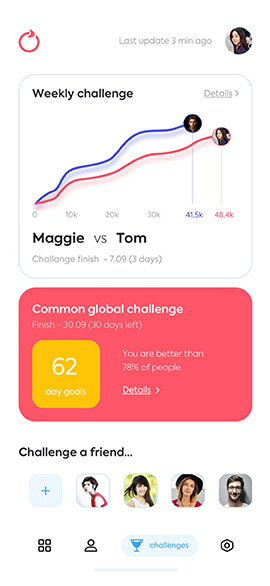 Last update 3 min ago
Weekly challenge
Details >
0 10k 20k 30k 41,5k 48,4k
Maggie vs Tom
Challange finish - 7.09 (3 days)
Common global challenge
Finish - 30.09 (30 days left)
62
day goals
You are better than
78% of people.
Details >
Challenge a friend...
+
challenges